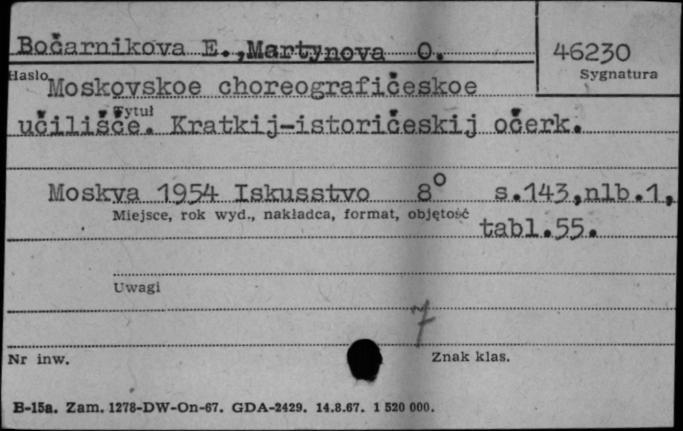 Bočarnikova E.,Martynova O.
46230
Hasło
Sygnatura
Moskovskoe choreografičeskoe
Tytuł
učilišče. Kratkij-istoričeskij očerk.
Moskva 1954 Iskusstvo 8° s.143,nlb.1,
Miejsce, rok wyd., nakładca, format, objętość
tabl.55.
Uwagi
7
Nr inw.
Znak klas.
B-15a. Zam. 1278-DW-On-67. GDA-2429. 14.8.67. 1 520 000.